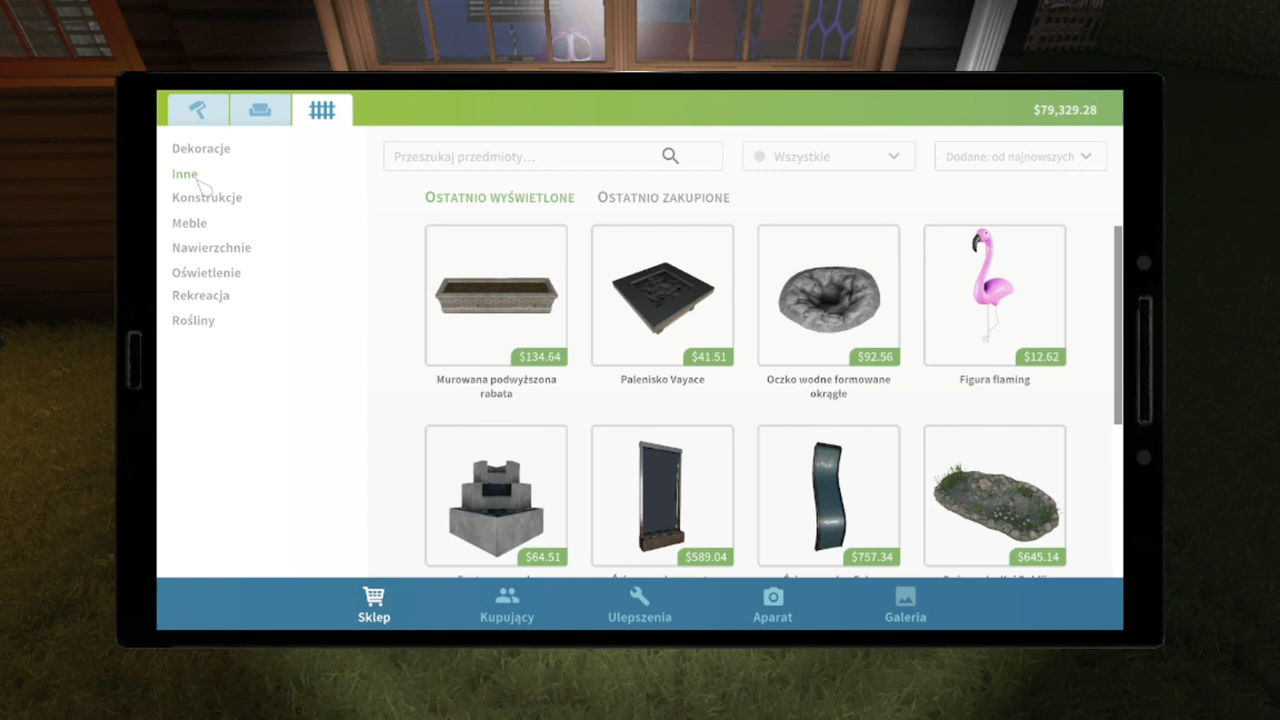 $79,329.28
Dekoracje
Inne
Konstrukcje
Meble
Nawierzchnie
Oświetlenie
Rekreacja
Rośliny
Przeszukaj przedmioty...
Wszystkie
Dodane: od najnowszych
OSTATNIO WYŚWIETLONE
OSTATNIO ZAKUPIONE
$134.64
$41.51
$92.56
$12.62
Murowana podwyższona
rabata
Palenisko Vayace
Oczko wodne formowane
okrągłe
Figura flaming
$64.51
$589.04
$757.34
$645.14
Sklep
Kupujący
Ulepszenia
Aparat
Galeria